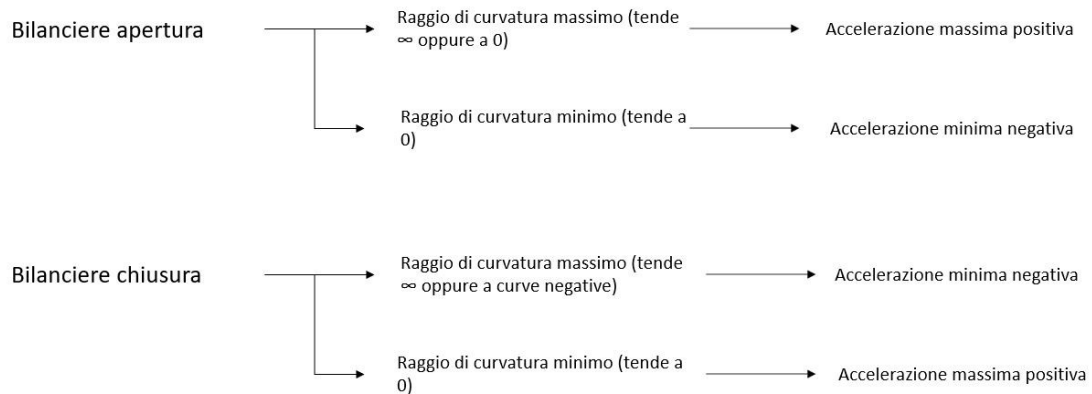 Bilanciere apertura
Raggio di curvatura massimo (tende
∞ oppure a 0)
Accelerazione massima positiva
Raggio di curvatura minimo (tende a
0)
Accelerazione minima negativa
Bilanciere chiusura
Raggio di curvatura massimo (tende
∞ oppure a curve negative)
Accelerazione minima negativa
Raggio di curvatura minimo (tende a
0)
Accelerazione massima positiva